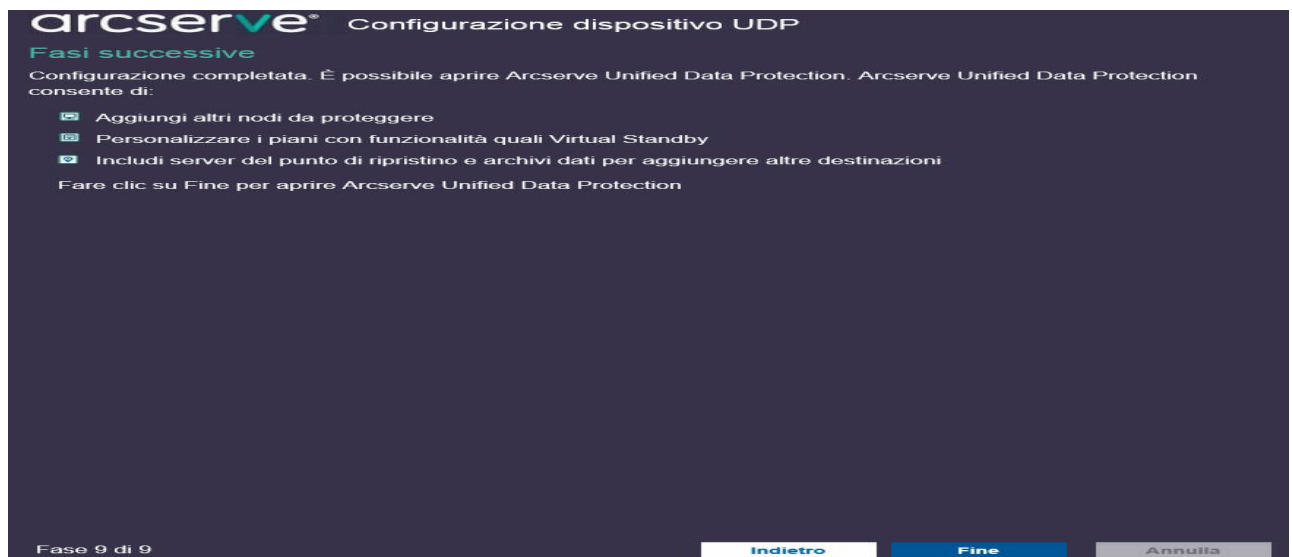 arcserve® Configurazione dispositivo UDP
Fasi successive
Configurazione completata. È possibile aprire Arcserve Unified Data Protection. Arcserve Unified Data Protection
consente di:
Aggiungi altri nodi da proteggere
Personalizzare i piani con funzionalità quali Virtual Standby
Includi server del punto di ripristino e archivi dati per aggiungere altre destinazioni
Fare clic su Fine per aprire Arcserve Unified Data Protection
Fase 9 di 9 Indietro Fine Annulla